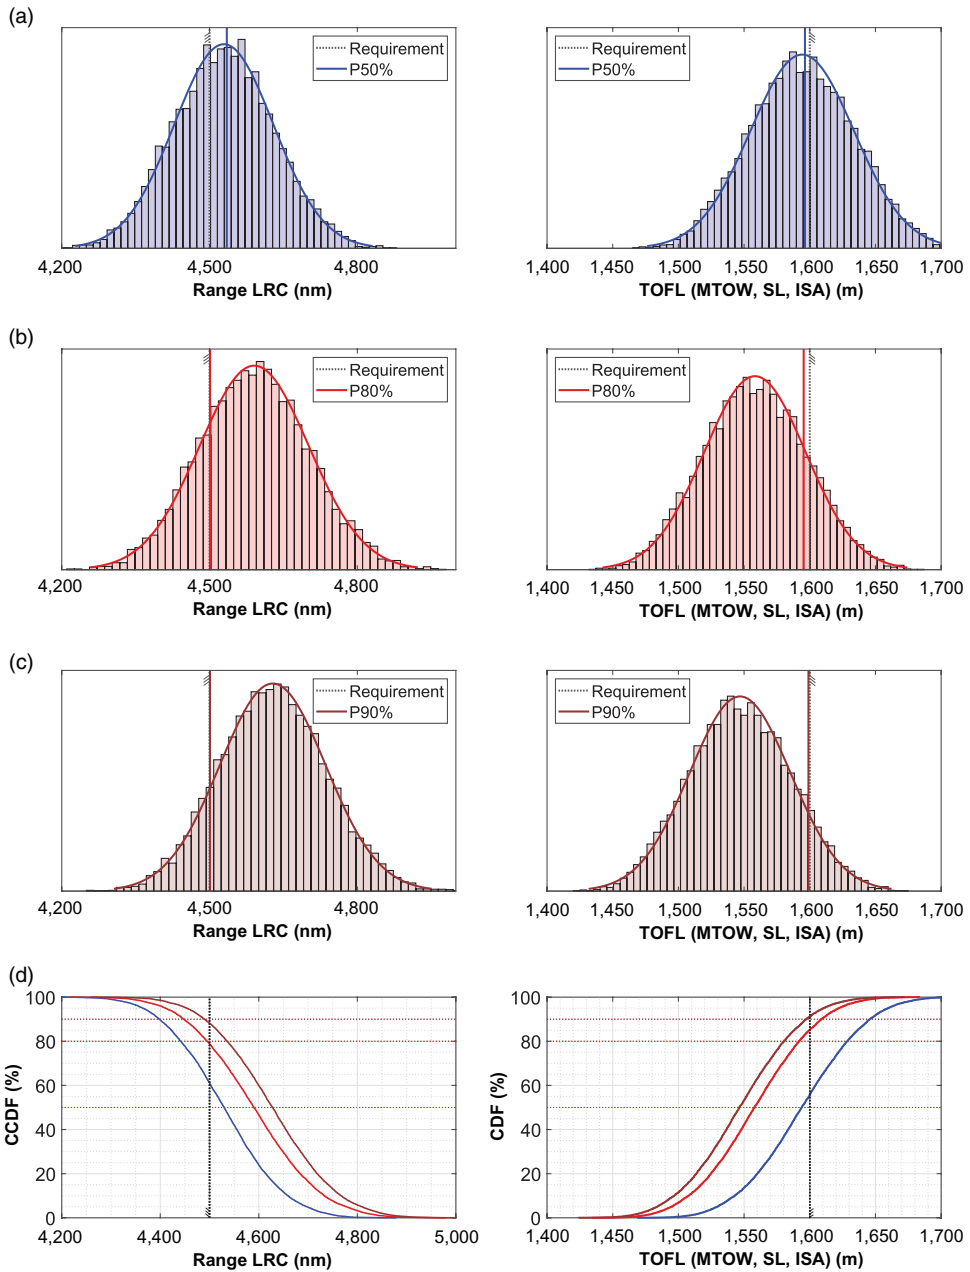 (a)
Requirement
P50%
4,200 4,500 4,800
Range LRC (nm)
Requirement
P50%
1,400 1,450 1,500 1,550 1,600 1,650 1,700
TOFL (MTOW, SL, ISA) (m)
(b)
Requirement
P80%
4,200 4,500 4,800
Range LRC (nm)
Requirement
P80%
1,400 1,450 1,500 1,550 1,600 1,650 1,700
TOFL (MTOW, SL, ISA) (m)
(c)
Requirement
P90%
4,200 4,500 4,800
Range LRC (nm)
Requirement
P90%
1,400 1,450 1,500 1,550 1,600 1,650 1,700
TOFL (MTOW, SL, ISA) (m)
(d)
100
80
60
40
20
0
CCDF (%)
4,200 4,400 4,600 4,800 5,000
Range LRC (nm)
100
80
60
40
20
0
CDF (%)
1,400 1,450 1,500 1,550 1,600 1,650 1,700
TOFL (MTOW, SL, ISA) (m)